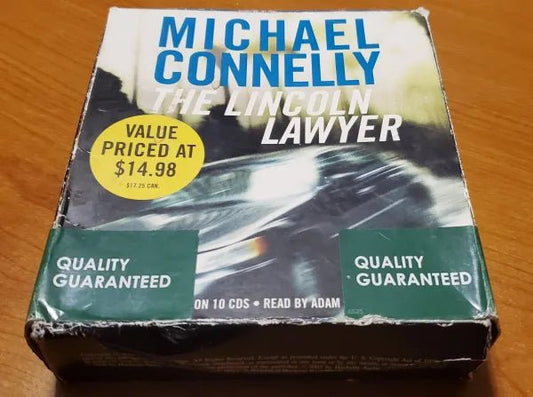 MICHAEL
CONNELLY
THE LINCOLN
LAWYER
VALUE
PRICED AT
$14.98
$17.25 CAN.
QUALITY
GUARANTEED
QUALITY
GUARANTEED
ON 10 CDS • READ BY ADAM